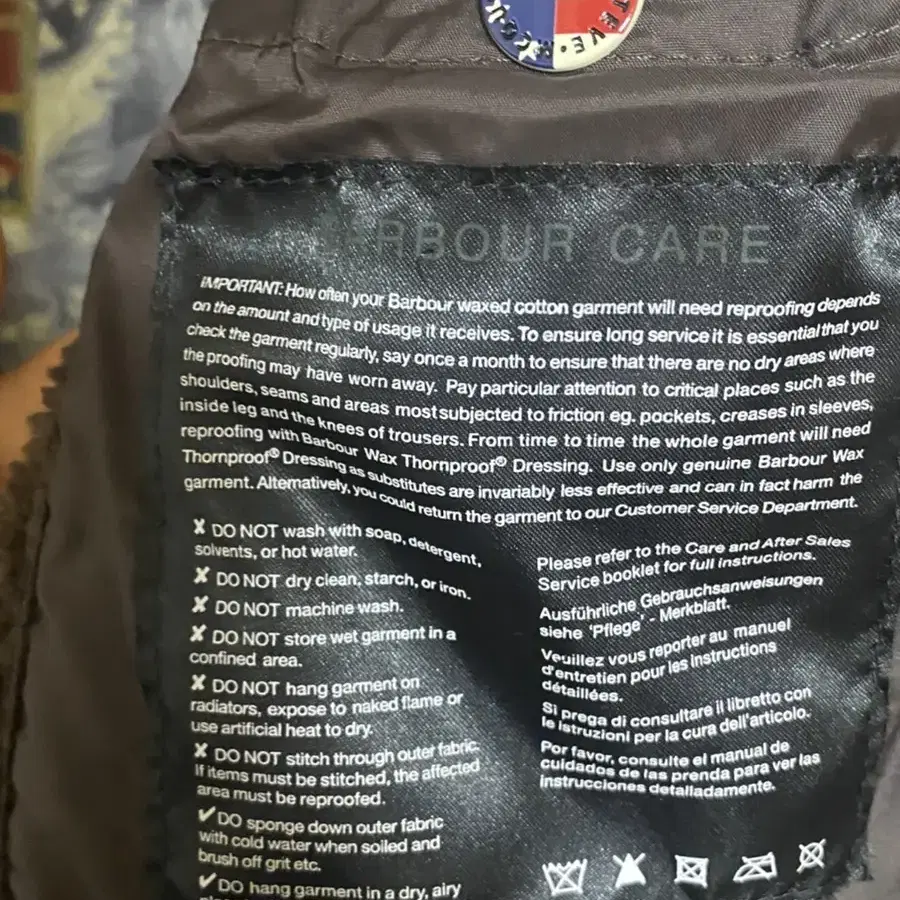 STEVE McQ
BARBOUR CARE
IMPORTANT: How often your Barbour waxed cotton garment will need reproofing depends
on the amount and type of usage it receives. To ensure long service it is essential that you
check the garment regularly, say once a month to ensure that there are no dry areas where
the proofing may have worn away. Pay particular attention to critical places such as the
shoulders, seams and areas most subjected to friction eg. pockets, creases in sleeves,
inside leg and the knees of trousers. From time to time the whole garment will need
reproofing with Barbour Wax Thornproof® Dressing. Use only genuine Barbour Wax
Thornproof® Dressing as substitutes are invariably less effective and can in fact harm the
garment. Alternatively, you could return the garment to our Customer Service Department.
✘ DO NOT wash with soap, detergent,
solvents, or hot water.
✘ DO NOT dry clean, starch, or iron.
✘ DO NOT machine wash.
✘ DO NOT store wet garment in a
confined area.
✘ DO NOT hang garment on
radiators, expose to naked flame or
use artificial heat to dry.
✘ DO NOT stitch through outer fabric.
If items must be stitched, the affected
area must be reproofed.
✔ DO sponge down outer fabric
with cold water when soiled and
brush off grit etc.
✔ DO hang garment in a dry, airy
Please refer to the Care and After Sales
Service booklet for full instructions.
Ausführliche Gebrauchsanweisungen
siehe 'Pflege' - Merkblatt.
Veuillez vous reporter au manuel
d'entretien pour les instructions
détaillées.
Si prega di consultare il libretto con
le istruzioni per la cura dell'articolo.
Por favor, consulte el manual de
cuidados de las prenda para ver las
instrucciones detalladamente.